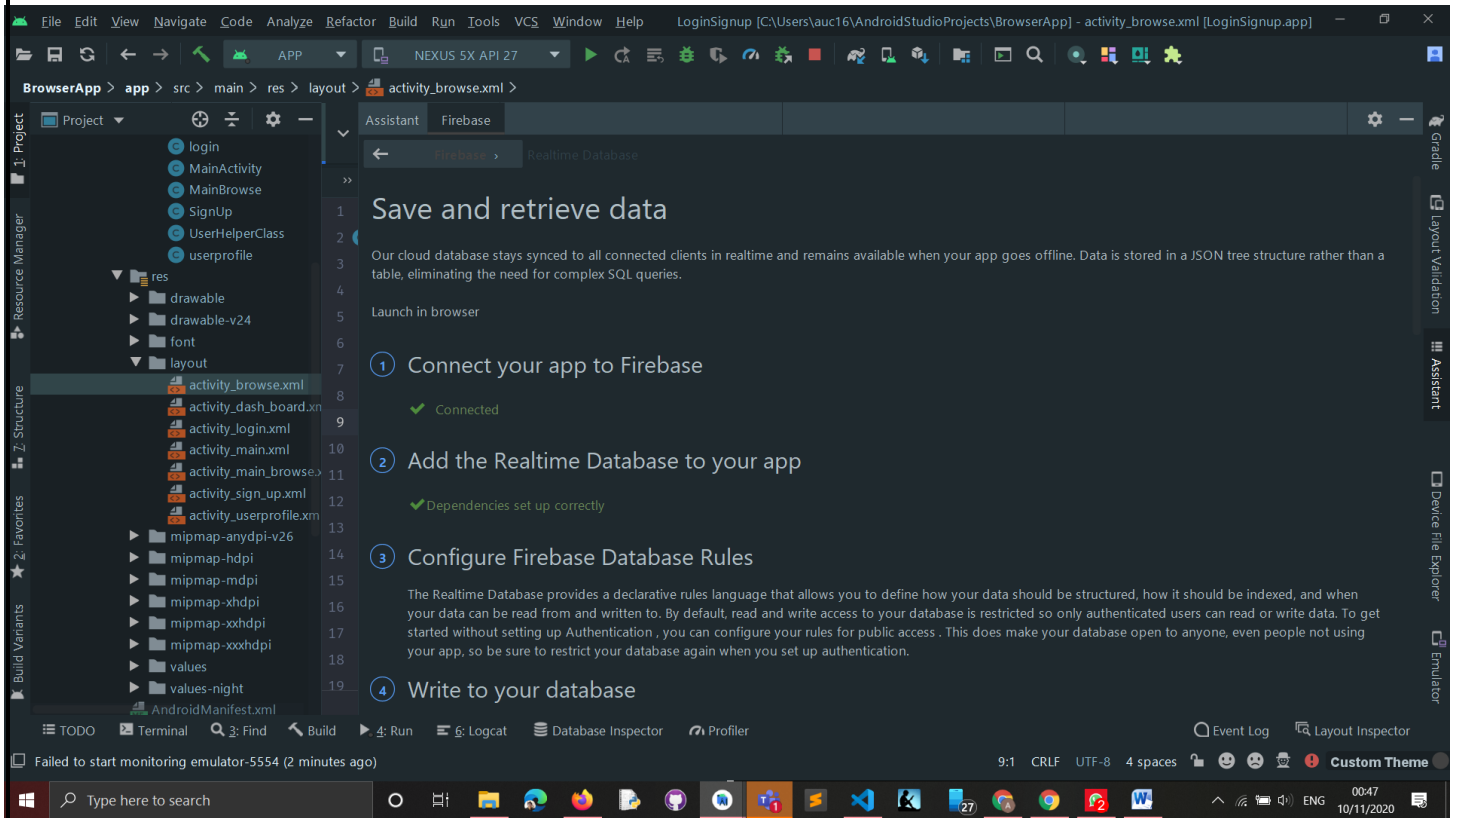 File Edit View Navigate Code Analyze Refactor Build Run Tools VCS Window Help LoginSignup [C:\Users\auc16\AndroidStudioProjects\BrowserApp] - activity_browse.xml [LoginSignup.app]
APP NEXUS 5X API 27
BrowserApp > app > src > main > res > layout > activity_browse.xml >
1: Project
Resource Manager
Z: Structure
2: Favorites
Build Variants
Project
login
MainActivity
MainBrowse
SignUp
UserHelperClass
userprofile
res
drawable
drawable-v24
font
layout
activity_browse.xml
activity_dash_board.xm
activity_login.xml
activity_main.xml
activity_main_browse.x
activity_sign_up.xml
activity_userprofile.xm
mipmap-anydpi-v26
mipmap-hdpi
mipmap-mdpi
mipmap-xhdpi
mipmap-xxhdpi
mipmap-xxxhdpi
values
values-night
AndroidManifest.xml
1
2
3
4
5
6
7
8
9
10
11
12
13
14
15
16
17
18
19
Assistant Firebase
Firebase › Realtime Database
Save and retrieve data
Our cloud database stays synced to all connected clients in realtime and remains available when your app goes offline. Data is stored in a JSON tree structure rather than a
table, eliminating the need for complex SQL queries.
Launch in browser
1 Connect your app to Firebase
Connected
2 Add the Realtime Database to your app
Dependencies set up correctly
3 Configure Firebase Database Rules
The Realtime Database provides a declarative rules language that allows you to define how your data should be structured, how it should be indexed, and when
your data can be read from and written to. By default, read and write access to your database is restricted so only authenticated users can read or write data. To get
started without setting up Authentication , you can configure your rules for public access . This does make your database open to anyone, even people not using
your app, so be sure to restrict your database again when you set up authentication.
4 Write to your database
Gradle
Layout Validation
Assistant
Device File Explorer
Emulator
TODO Terminal 3: Find Build 4: Run 6: Logcat Database Inspector Profiler Event Log Layout Inspector
Failed to start monitoring emulator-5554 (2 minutes ago) 9:1 CRLF UTF-8 4 spaces Custom Theme
Type here to search 27 ENG 00:47
10/11/2020